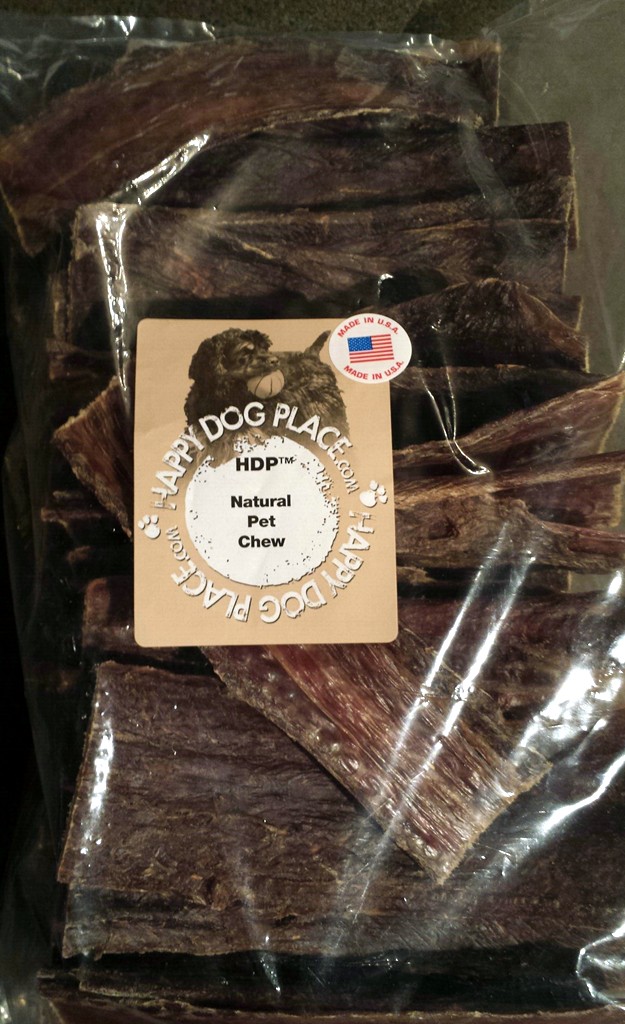 MADE IN U.S.A.
MADE IN U.S.A.
HAPPY DOG PLACE.com
HAPPY DOG PLACE.com
HDP™
Natural
Pet
Chew